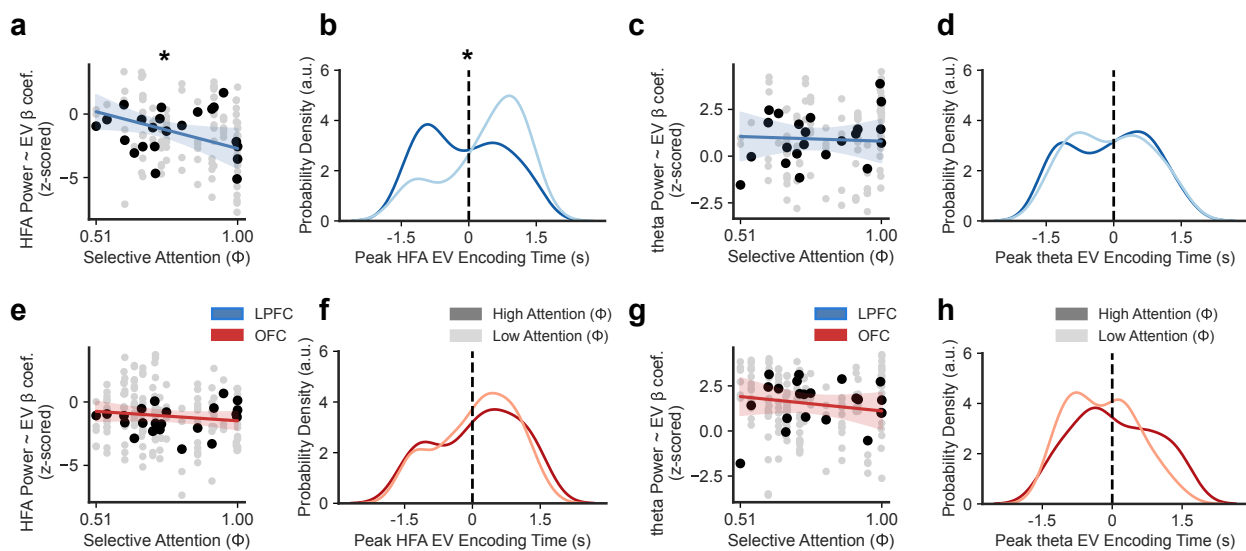 a
*
HFA Power ~ EV β coef.
(z-scored)
0
−5
0.51
1.00
Selective Attention (Φ)
b
*
Probability Density (a.u.)
6
4
2
0
-1.5
0
1.5
Peak HFA EV Encoding Time (s)
c
theta Power ~ EV β coef.
(z-scored)
2.5
0.0
−2.5
0.51
1.00
Selective Attention (Φ)
d
Probability Density (a.u.)
6
4
2
0
-1.5
0
1.5
Peak theta EV Encoding Time (s)
e
LPFC
OFC
HFA Power ~ EV β coef.
(z-scored)
0
−5
0.51
1.00
Selective Attention (Φ)
f
High Attention (Φ)
Low Attention (Φ)
Probability Density (a.u.)
6
4
2
0
-1.5
0
1.5
Peak HFA EV Encoding Time (s)
g
LPFC
OFC
theta Power ~ EV β coef.
(z-scored)
2.5
0.0
−2.5
0.51
1.00
Selective Attention (Φ)
h
High Attention (Φ)
Low Attention (Φ)
Probability Density (a.u.)
6
4
2
0
-1.5
0
1.5
Peak theta EV Encoding Time (s)